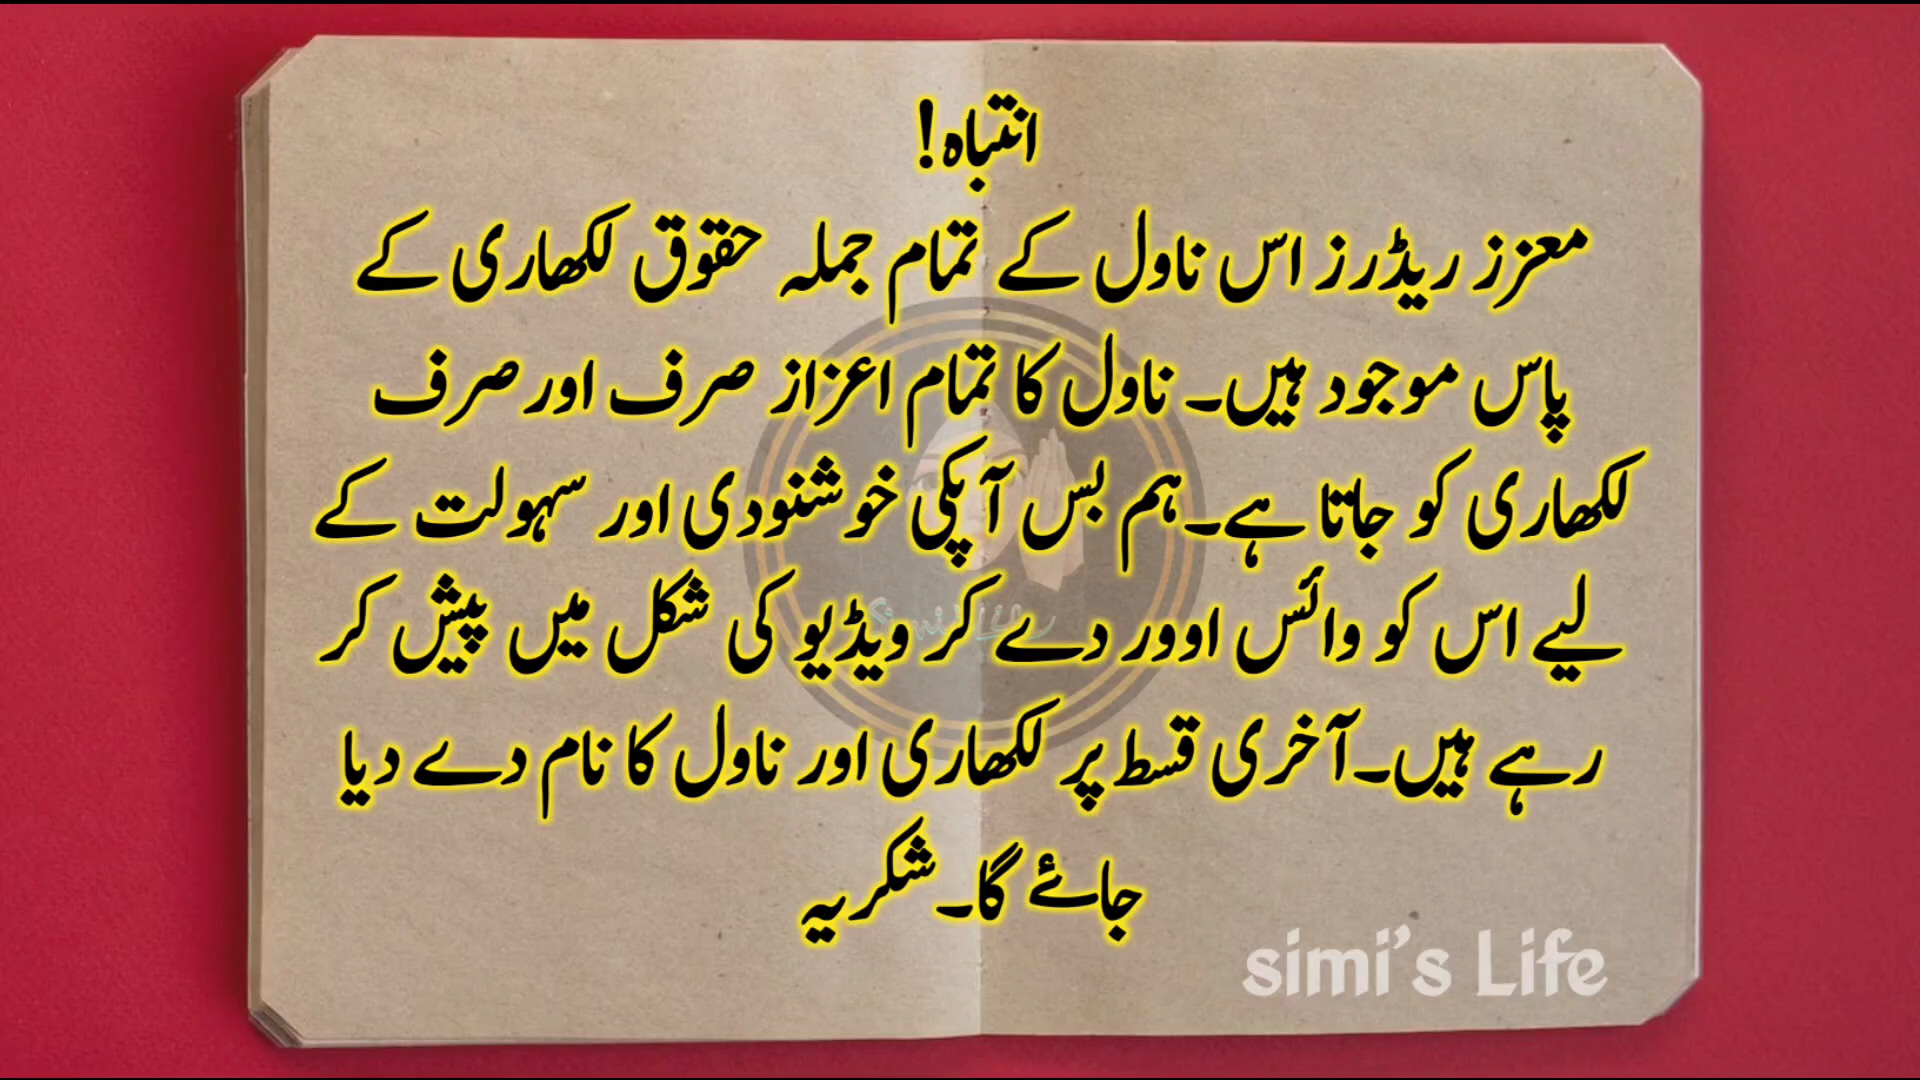 انتباہ!
معزز ریڈرز اس ناول کے تمام جملہ حقوق لکھاری کے
پاس موجود ہیں۔ ناول کا تمام اعزاز صرف اور صرف
لکھاری کو جاتا ہے۔ہم بس آپکی خوشنودی اور سہولت کے
لیے اس کو وائس اوور دے کر ویڈیو کی شکل میں پیش کر
رہے ہیں۔آخری قسط پر لکھاری اور ناول کا نام دے دیا
جائے گا۔شکریہ
simi's Life